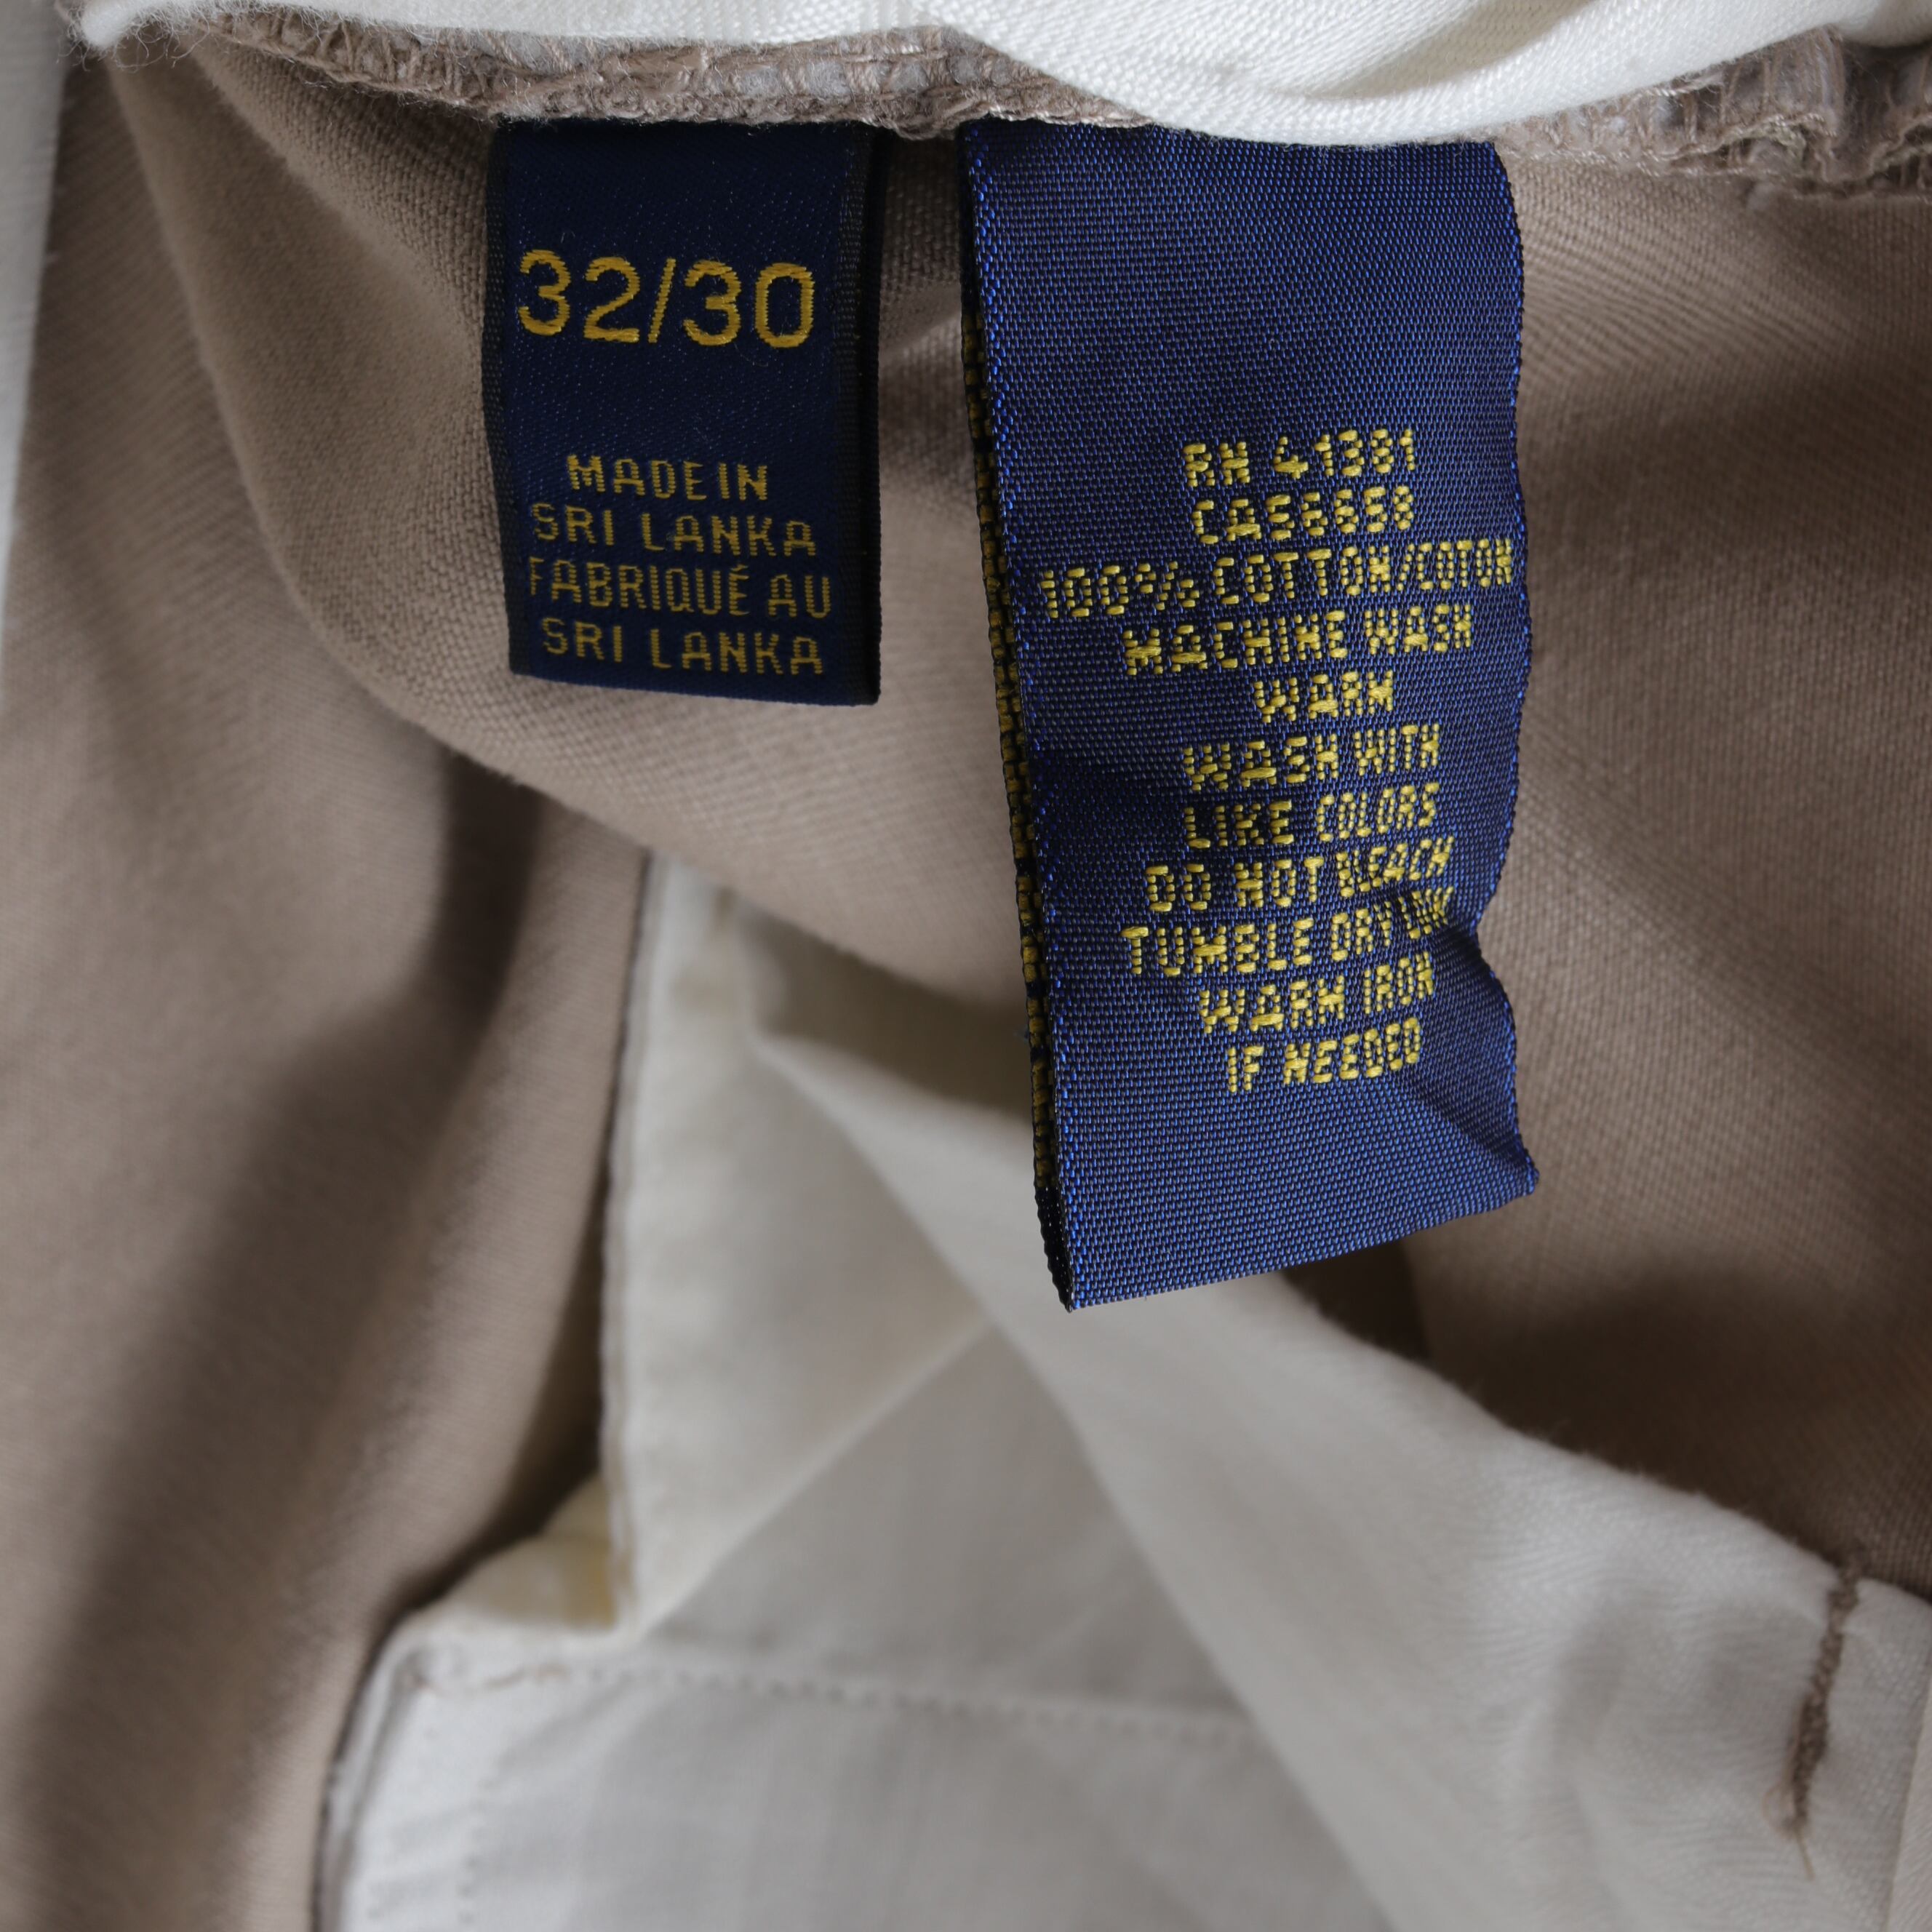 32/30
MADE IN
SRI LANKA
FABRIQUÉ AU
SRI LANKA
RN 41381
CA56658
100% COTTON/COTON
MACHINE WASH
WARM
WASH WITH
LIKE COLORS
DO NOT BLEACH
TUMBLE DRY LOW
WARM IRON
IF NEEDED